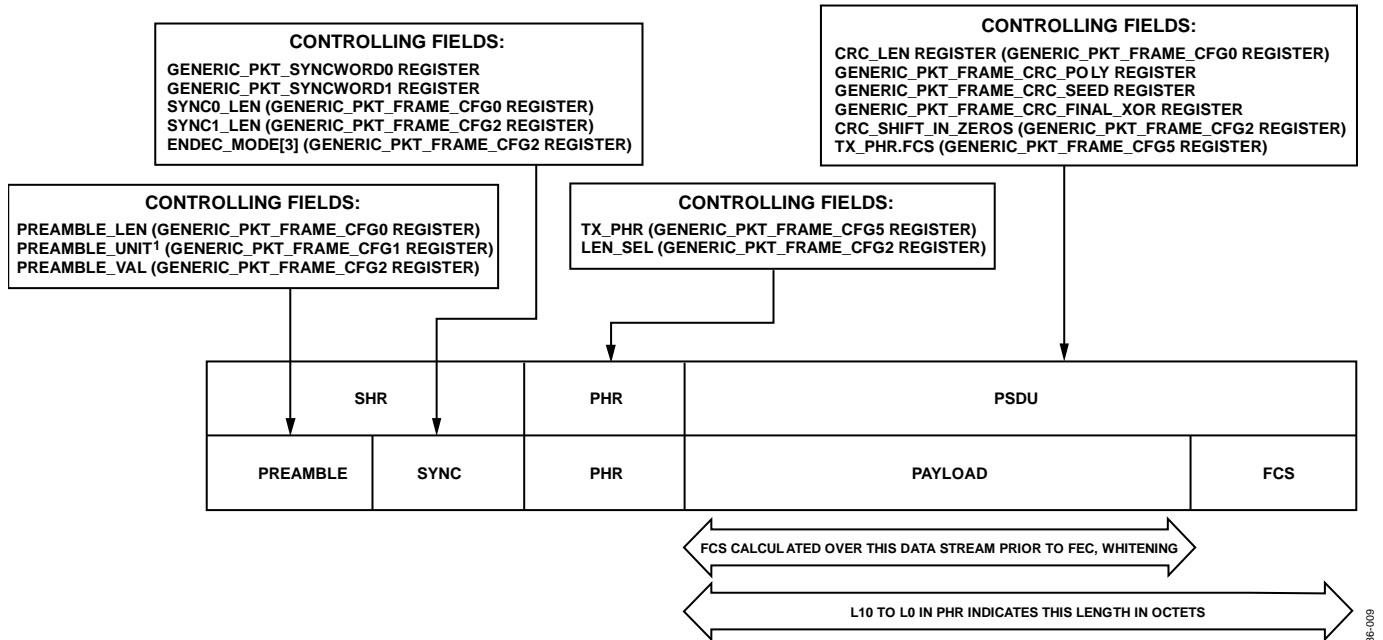 CONTROLLING FIELDS:
GENERIC_PKT_SYNCWORD0 REGISTER
GENERIC_PKT_SYNCWORD1 REGISTER
SYNC0_LEN (GENERIC_PKT_FRAME_CFG0 REGISTER)
SYNC1_LEN (GENERIC_PKT_FRAME_CFG2 REGISTER)
ENDEC_MODE[3] (GENERIC_PKT_FRAME_CFG2 REGISTER)
CONTROLLING FIELDS:
CRC_LEN REGISTER (GENERIC_PKT_FRAME_CFG0 REGISTER)
GENERIC_PKT_FRAME_CRC_POLY REGISTER
GENERIC_PKT_FRAME_CRC_SEED REGISTER
GENERIC_PKT_FRAME_CRC_FINAL_XOR REGISTER
CRC_SHIFT_IN_ZEROS (GENERIC_PKT_FRAME_CFG2 REGISTER)
TX_PHR.FCS (GENERIC_PKT_FRAME_CFG5 REGISTER)
CONTROLLING FIELDS:
PREAMBLE_LEN (GENERIC_PKT_FRAME_CFG0 REGISTER)
PREAMBLE_UNIT¹ (GENERIC_PKT_FRAME_CFG1 REGISTER)
PREAMBLE_VAL (GENERIC_PKT_FRAME_CFG2 REGISTER)
CONTROLLING FIELDS:
TX_PHR (GENERIC_PKT_FRAME_CFG5 REGISTER)
LEN_SEL (GENERIC_PKT_FRAME_CFG2 REGISTER)
SHR
PHR
PSDU
PREAMBLE
SYNC
PHR
PAYLOAD
FCS
FCS CALCULATED OVER THIS DATA STREAM PRIOR TO FEC, WHITENING
L10 TO L0 IN PHR INDICATES THIS LENGTH IN OCTETS